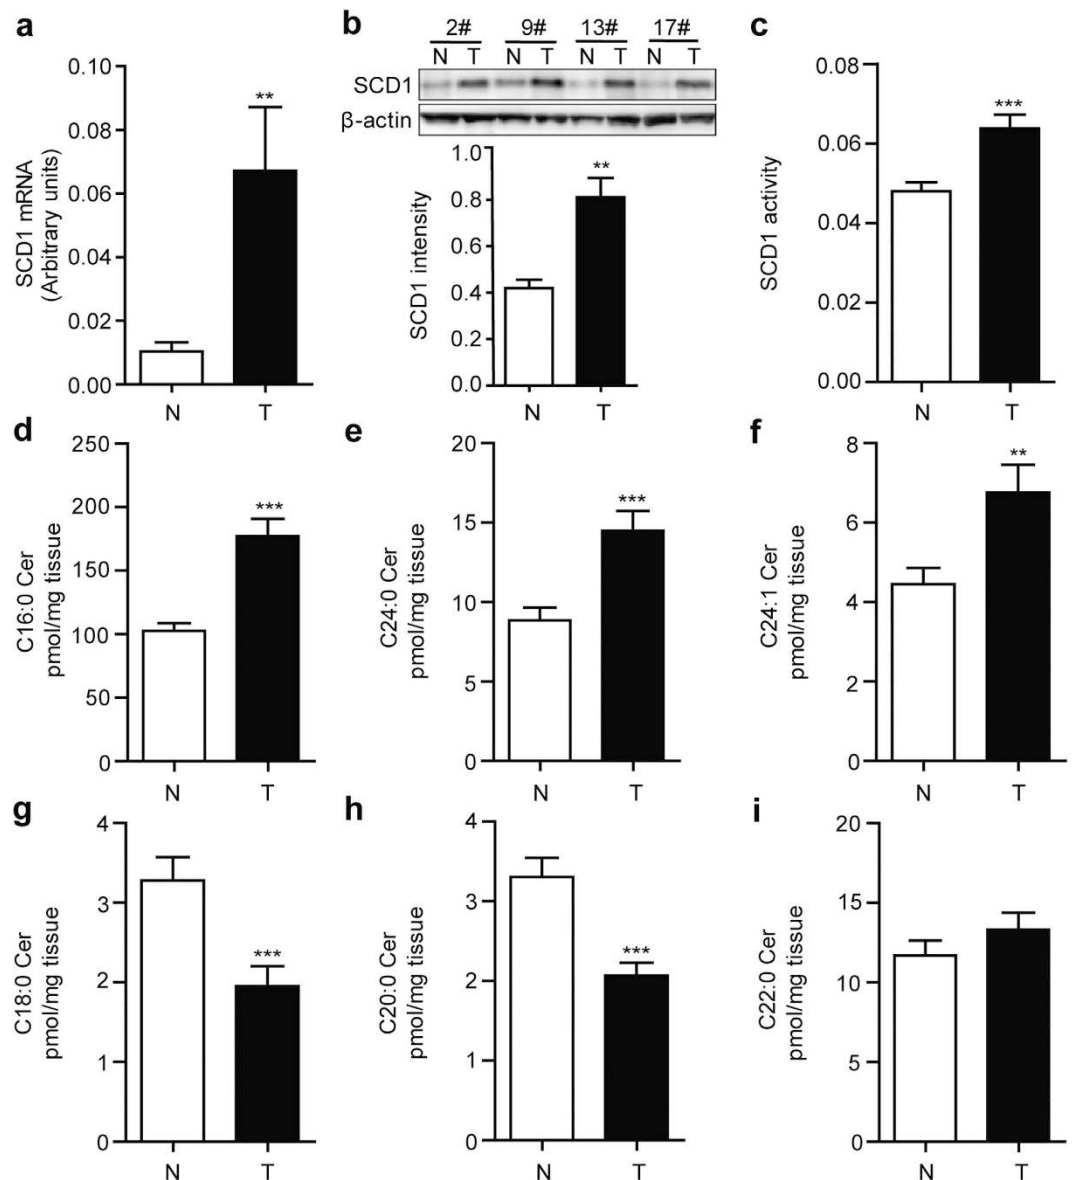 a
SCD1 mRNA
(Arbitrary units)
0.10
0.08
0.06
0.04
0.02
0.00
**
N T
b
2# 9# 13# 17#
N T N T N T N T
SCD1
β-actin
SCD1 intensity
1.0
0.8
0.6
0.4
0.2
0.0
**
N T
c
SCD1 activity
0.08
0.06
0.04
0.02
0.00
***
N T
d
C16:0 Cer
pmol/mg tissue
250
200
150
100
50
0
***
N T
e
C24:0 Cer
pmol/mg tissue
20
15
10
5
0
***
N T
f
C24:1 Cer
pmol/mg tissue
8
6
4
2
0
**
N T
g
C18:0 Cer
pmol/mg tissue
4
3
2
1
0
***
N T
h
C20:0 Cer
pmol/mg tissue
4
3
2
1
0
***
N T
i
C22:0 Cer
pmol/mg tissue
20
15
10
5
0
N T